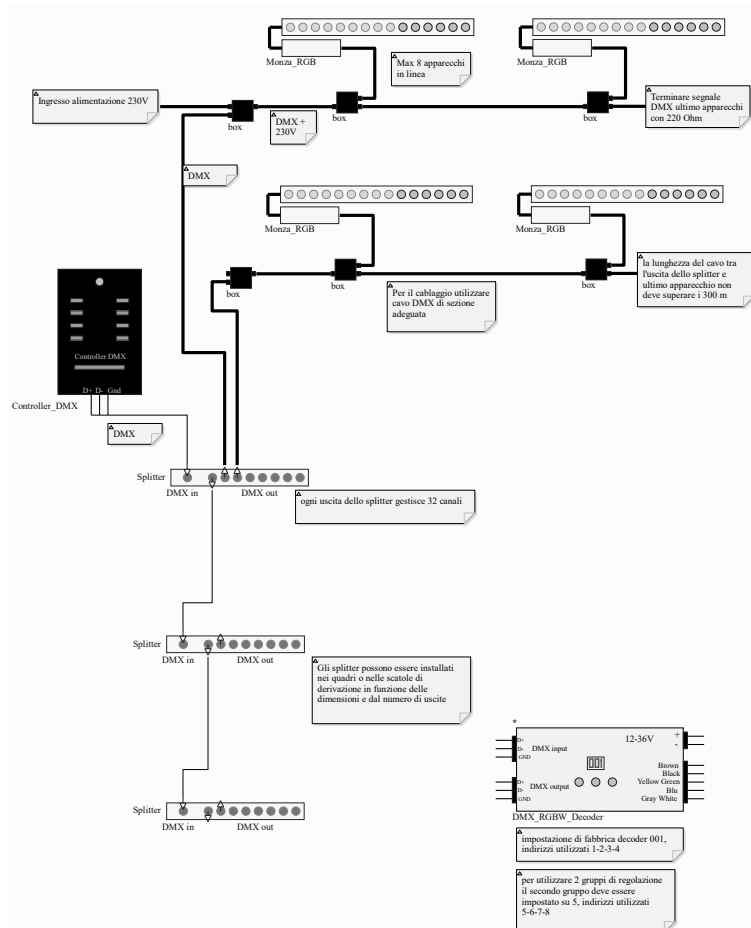 Monza_RGB
Max 8 apparecchi
in linea
Monza_RGB
Ingresso alimentazione 230V
box
DMX +
230V
box
box
Terminare segnale
DMX ultimo apparecchi
con 220 Ohm
DMX
Monza_RGB
Monza_RGB
box
box
box
Per il cablaggio utilizzare
cavo DMX di sezione
adeguata
la lunghezza del cavo tra
l'uscita dello splitter e
ultimo apparecchio non
deve superare i 300 m
Controller DMX
D+ D- Gnd
Controller_DMX
DMX
Splitter
DMX in
DMX out
ogni uscita dello splitter gestisce 32 canali
Splitter
DMX in
DMX out
Gli splitter possono essere installati
nei quadri o nelle scatole di
derivazione in funzione delle
dimensioni e dal numero di uscite
Splitter
DMX in
DMX out
*
D+
D-
GND
DMX input
12-36V
+
-
001
D+
D-
GND
DMX output
Brown
Black
Yellow Green
Blu
Gray White
DMX_RGBW_Decoder
impostazione di fabbrica decoder 001,
indirizzi utilizzati 1-2-3-4
per utilizzare 2 gruppi di regolazione
il secondo gruppo deve essere
impostato su 5, indirizzi utilizzati
5-6-7-8